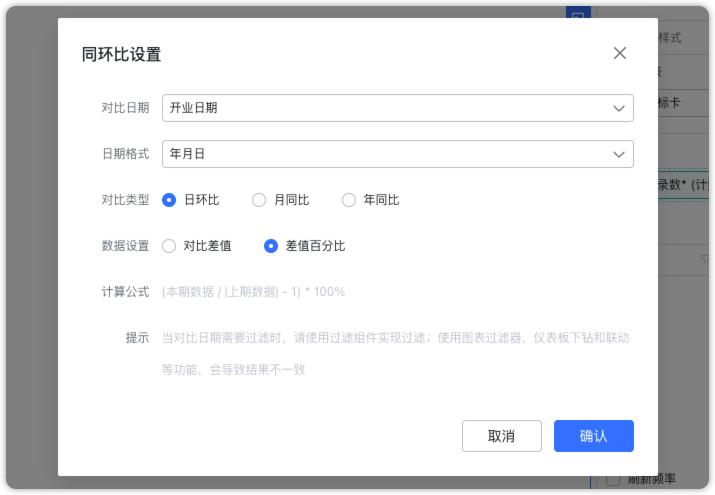 同环比设置
样式
对比日期
开业日期
标卡
日期格式
年月日
对比类型
日环比
月同比
年同比
录数* (计
数据设置
对比差值
差值百分比
计算公式
(本期数据 / |上期数据| - 1) * 100%
提示
当对比日期需要过滤时，请使用过滤组件实现过滤；使用图表过滤器，仪表板下钻和联动
等功能，会导致结果不一致
取消
确认
刷新频率